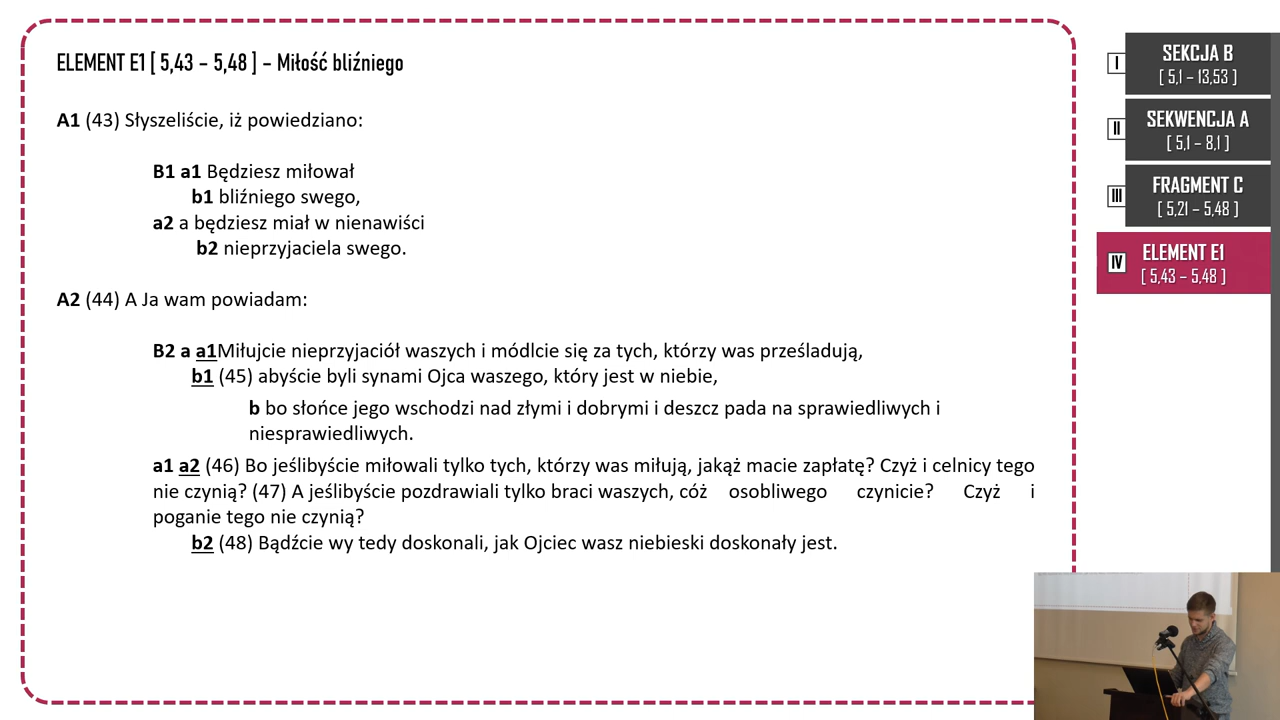 ELEMENT E1 [ 5,43 – 5,48 ] – Miłość bliźniego
A1 (43) Słyszeliście, iż powiedziano:
B1 a1 Będziesz miłował
b1 bliźniego swego,
a2 a będziesz miał w nienawiści
b2 nieprzyjaciela swego.
A2 (44) A Ja wam powiadam:
B2 a a1Miłujcie nieprzyjaciół waszych i módlcie się za tych, którzy was prześladują,
b1 (45) abyście byli synami Ojca waszego, który jest w niebie,
b bo słońce jego wschodzi nad złymi i dobrymi i deszcz pada na sprawiedliwych i
niesprawiedliwych.
a1 a2 (46) Bo jeślibyście miłowali tylko tych, którzy was miłują, jakąż macie zapłatę? Czyż i celnicy tego
nie czynią? (47) A jeślibyście pozdrawiali tylko braci waszych, cóż osobliwego czynicie? Czyż i
poganie tego nie czynią?
b2 (48) Bądźcie wy tedy doskonali, jak Ojciec wasz niebieski doskonały jest.
I
SEKCJA B
[ 5,1 – 13,53 ]
II
SEKWENCJA A
[ 5,1 – 8,1 ]
III
FRAGMENT C
[ 5,21 – 5,48 ]
IV
ELEMENT E1
[ 5,43 – 5,48 ]